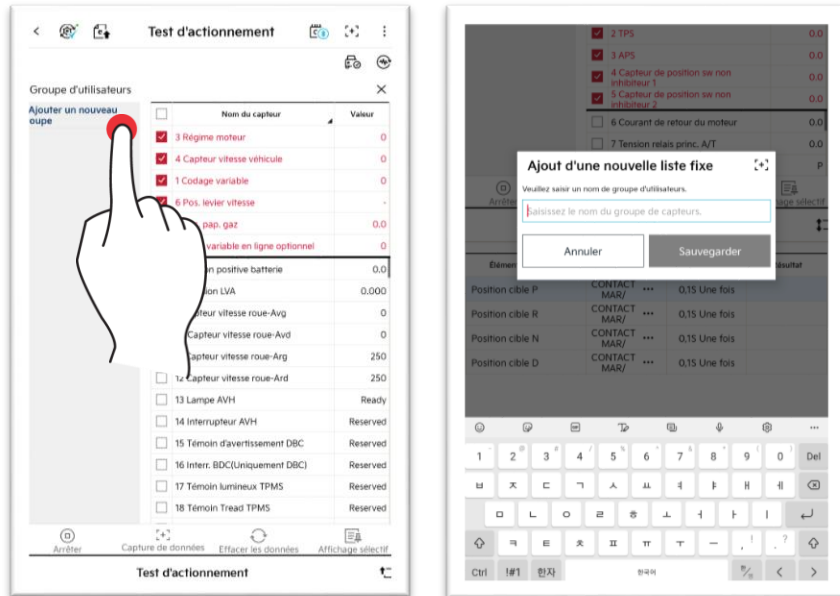 Test d'actionnement
Groupe d'utilisateurs
Ajouter un nouveau
oupe
Nom du capteur
Valeur
3 Régime moteur
0
4 Capteur vitesse véhicule
0
1 Codage variable
0
6 Pos. levier vitesse
-
pap. gaz
0.0
variable en ligne optionnel
0
n positive batterie
0.0
ion LVA
0.000
pteur vitesse roue-Avg
0
Capteur vitesse roue-Avd
0
Capteur vitesse roue-Arg
250
12 Capteur vitesse roue-Ard
250
13 Lampe AVH
Ready
14 Interrupteur AVH
Reserved
15 Témoin d'avertissement DBC
Reserved
16 Interr. BDC(Uniquement DBC)
Reserved
17 Témoin lumineux TPMS
Reserved
18 Témoin Tread TPMS
Reserved
Arrêter
Capture de données
Effacer les données
Affichage sélectif
Test d'actionnement
2 TPS
0.0
3 APS
0.0
4 Capteur de position sw non
inhibiteur 1
0.0
5 Capteur de position sw non
inhibiteur 2
0.0
6 Courant de retour du moteur
0.0
7 Tension relais princ. A/T
0.0
P
Ajout d'une nouvelle liste fixe
Veuillez saisir un nom de groupe d'utilisateurs.
Saisissez le nom du groupe de capteurs.
Annuler
Sauvegarder
Arrêter
age sélectif
Élémen
Résultat
Position cible P
CONTACT
MAR/
...
0,15 Une fois
Position cible R
CONTACT
MAR/
...
0,15 Une fois
Position cible N
CONTACT
MAR/
...
0,15 Une fois
Position cible D
CONTACT
MAR/
...
0,15 Une fois
1 2 3 4 5 6 7 8 9 0 Del
ㅂ ㅈ ㄷ ㄱ ㅅ ㅛ ㅕ ㅑ ㅐ ㅔ
ㅁ ㄴ ㅇ ㄹ ㅎ ㅗ ㅓ ㅏ ㅣ
ㅋ ㅌ ㅊ ㅍ ㅠ ㅜ ㅡ , ! . ?
Ctrl !#1 한자 한국어 < >